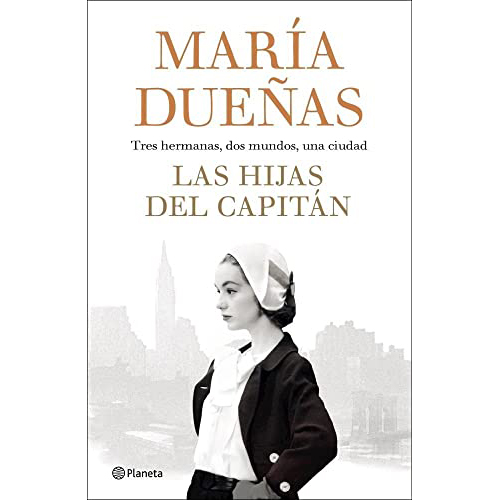 MARÍA
DUEÑAS
Tres hermanas, dos mundos, una ciudad
LAS HIJAS
DEL CAPITÁN
Planeta